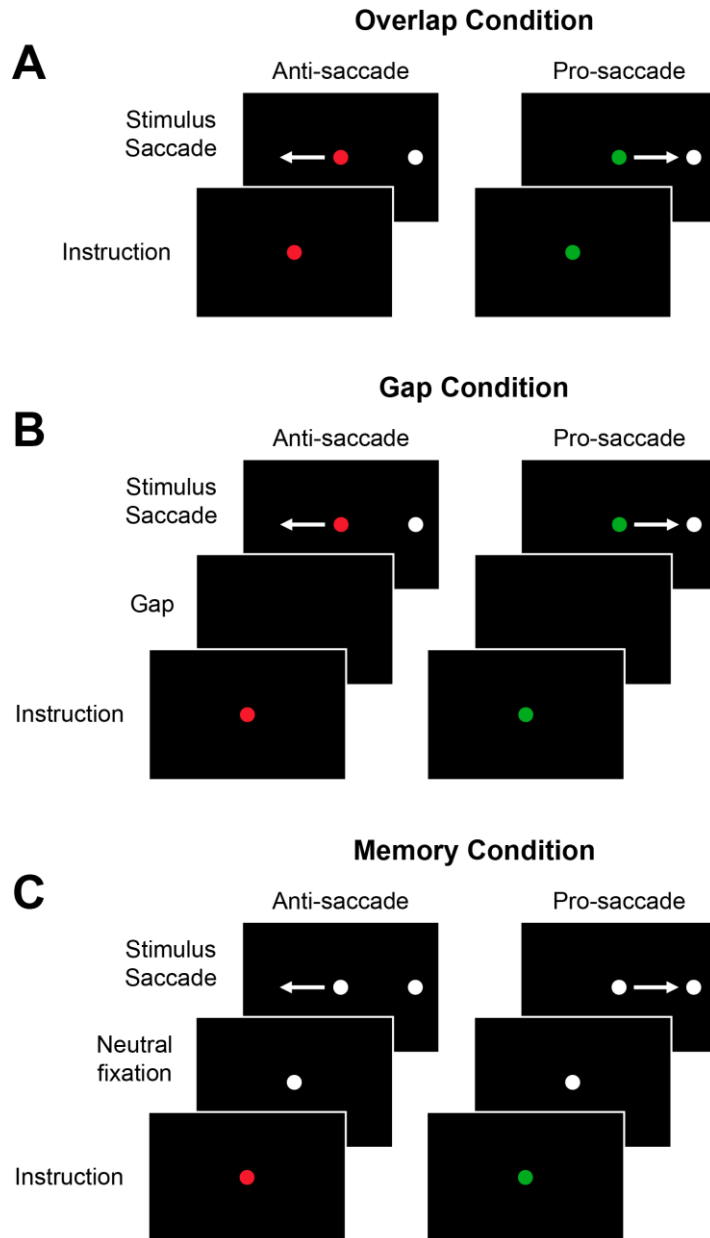 Overlap Condition
A
Anti-saccade
Pro-saccade
Stimulus
Saccade
Instruction
Gap Condition
B
Anti-saccade
Pro-saccade
Stimulus
Saccade
Gap
Instruction
Memory Condition
C
Anti-saccade
Pro-saccade
Stimulus
Saccade
Neutral
fixation
Instruction